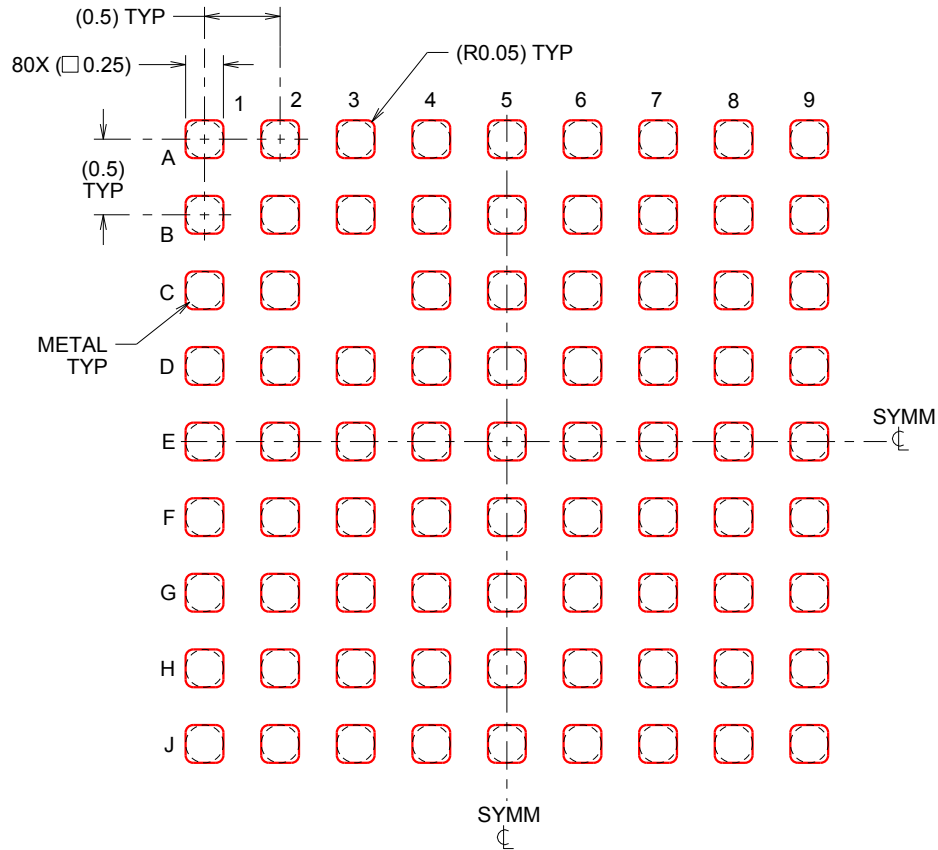 (0.5) TYP
80X (□ 0.25)
(R0.05) TYP
1 2 3 4 5 6 7 8 9
A
(0.5)
TYP
B
C
METAL
TYP
D
SYMM
℄
E
F
G
H
J
SYMM
℄